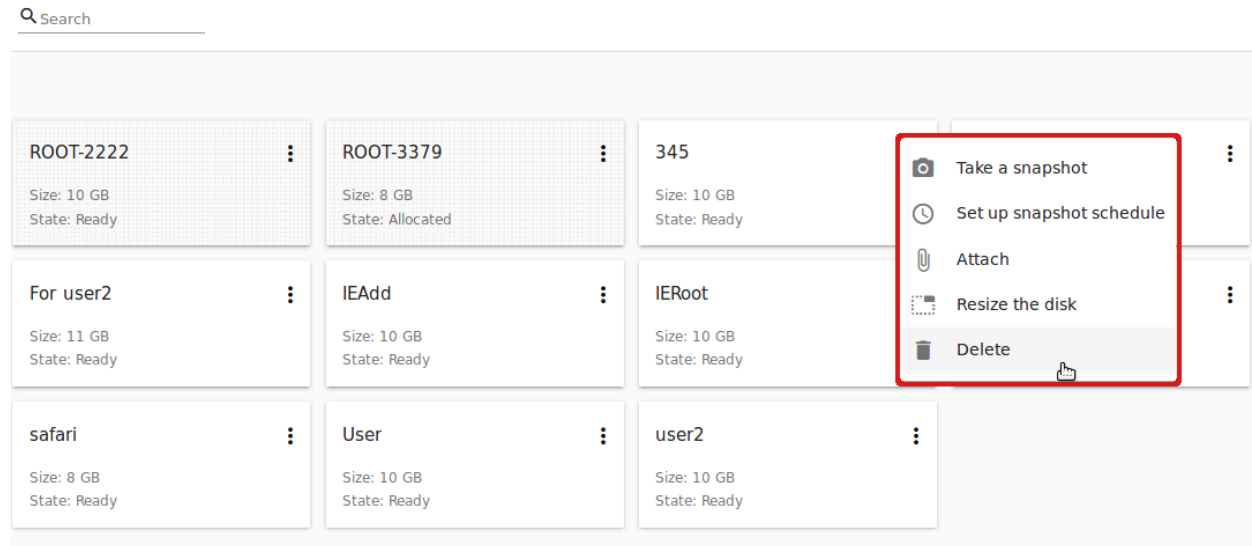 Search
ROOT-2222
Size: 10 GB
State: Ready
ROOT-3379
Size: 8 GB
State: Allocated
345
Size: 10 GB
State: Ready
Take a snapshot
Set up snapshot schedule
Attach
Resize the disk
Delete
For user2
Size: 11 GB
State: Ready
IEAdd
Size: 10 GB
State: Ready
IERoot
Size: 10 GB
State: Ready
safari
Size: 8 GB
State: Ready
User
Size: 10 GB
State: Ready
user2
Size: 10 GB
State: Ready